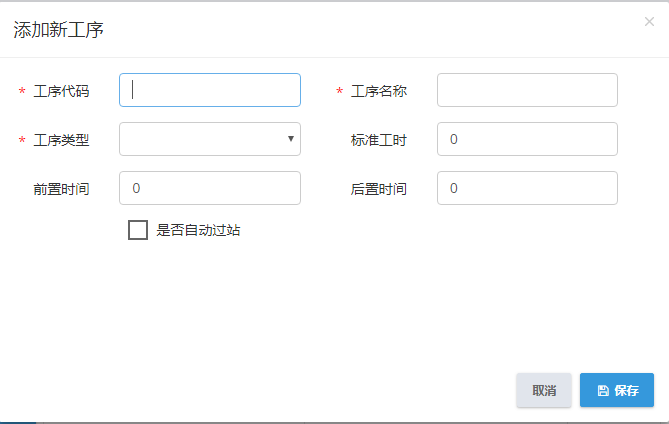 添加新工序 ×
* 工序代码 * 工序名称
* 工序类型 标准工时 0
前置时间 0 后置时间 0
是否自动过站
取消 保存